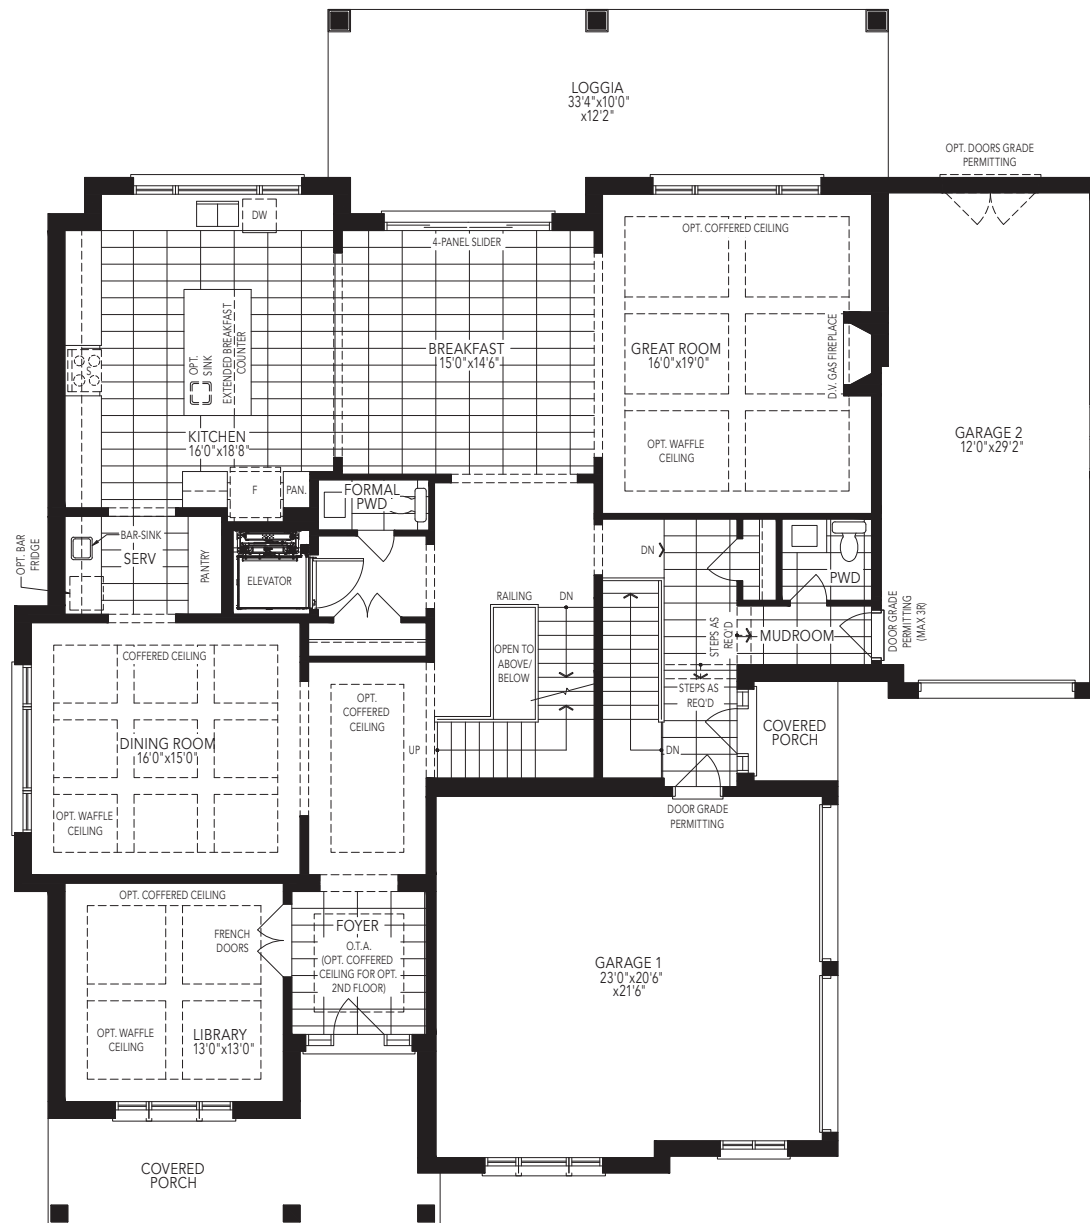 LOGGIA
33'4"x10'0"
x12'2"
OPT. DOORS GRADE
PERMITTING
DW
4-PANEL SLIDER
OPT. COFFERED CEILING
OPT.
SINK
EXTENDED BREAKFAST
COUNTER
S
BREAKFAST
15'0"x14'6"
GREAT ROOM
16'0"x19'0"
D.V. GAS FIREPLACE
KITCHEN
16'0"x18'8"
OPT. WAFFLE
CEILING
GARAGE 2
12'0"x29'2"
F
PAN.
FORMAL
PWD
OPT. BAR
FRIDGE
BAR-SINK
SERV
PANTRY
ELEVATOR
DN
PWD
RAILING
DN
STEPS AS
REQ'D
MUDROOM
DOOR GRADE
PERMITTING
(MAX 3R)
OPEN TO
ABOVE/
BELOW
COFFERED CEILING
OPT.
COFFERED
CEILING
STEPS AS
REQ'D
DINING ROOM
16'0"x15'0"
UP
DN
COVERED
PORCH
OPT. WAFFLE
CEILING
DOOR GRADE
PERMITTING
OPT. COFFERED CEILING
FRENCH
DOORS
FOYER
O.T.A.
(OPT. COFFERED
CEILING FOR OPT.
2ND FLOOR)
GARAGE 1
23'0"x20'6"
x21'6"
OPT. WAFFLE
CEILING
LIBRARY
13'0"x13'0"
COVERED
PORCH